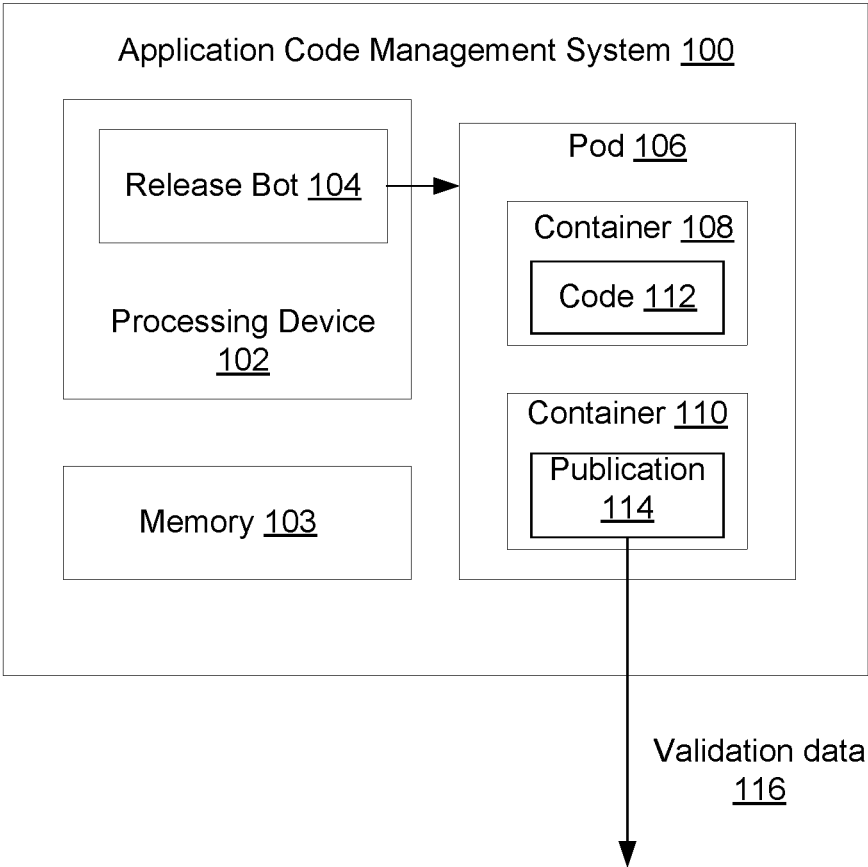 Application Code Management System 100
Release Bot 104
Processing Device
102
Memory 103
Pod 106
Container 108
Code 112
Container 110
Publication
114
Validation data
116